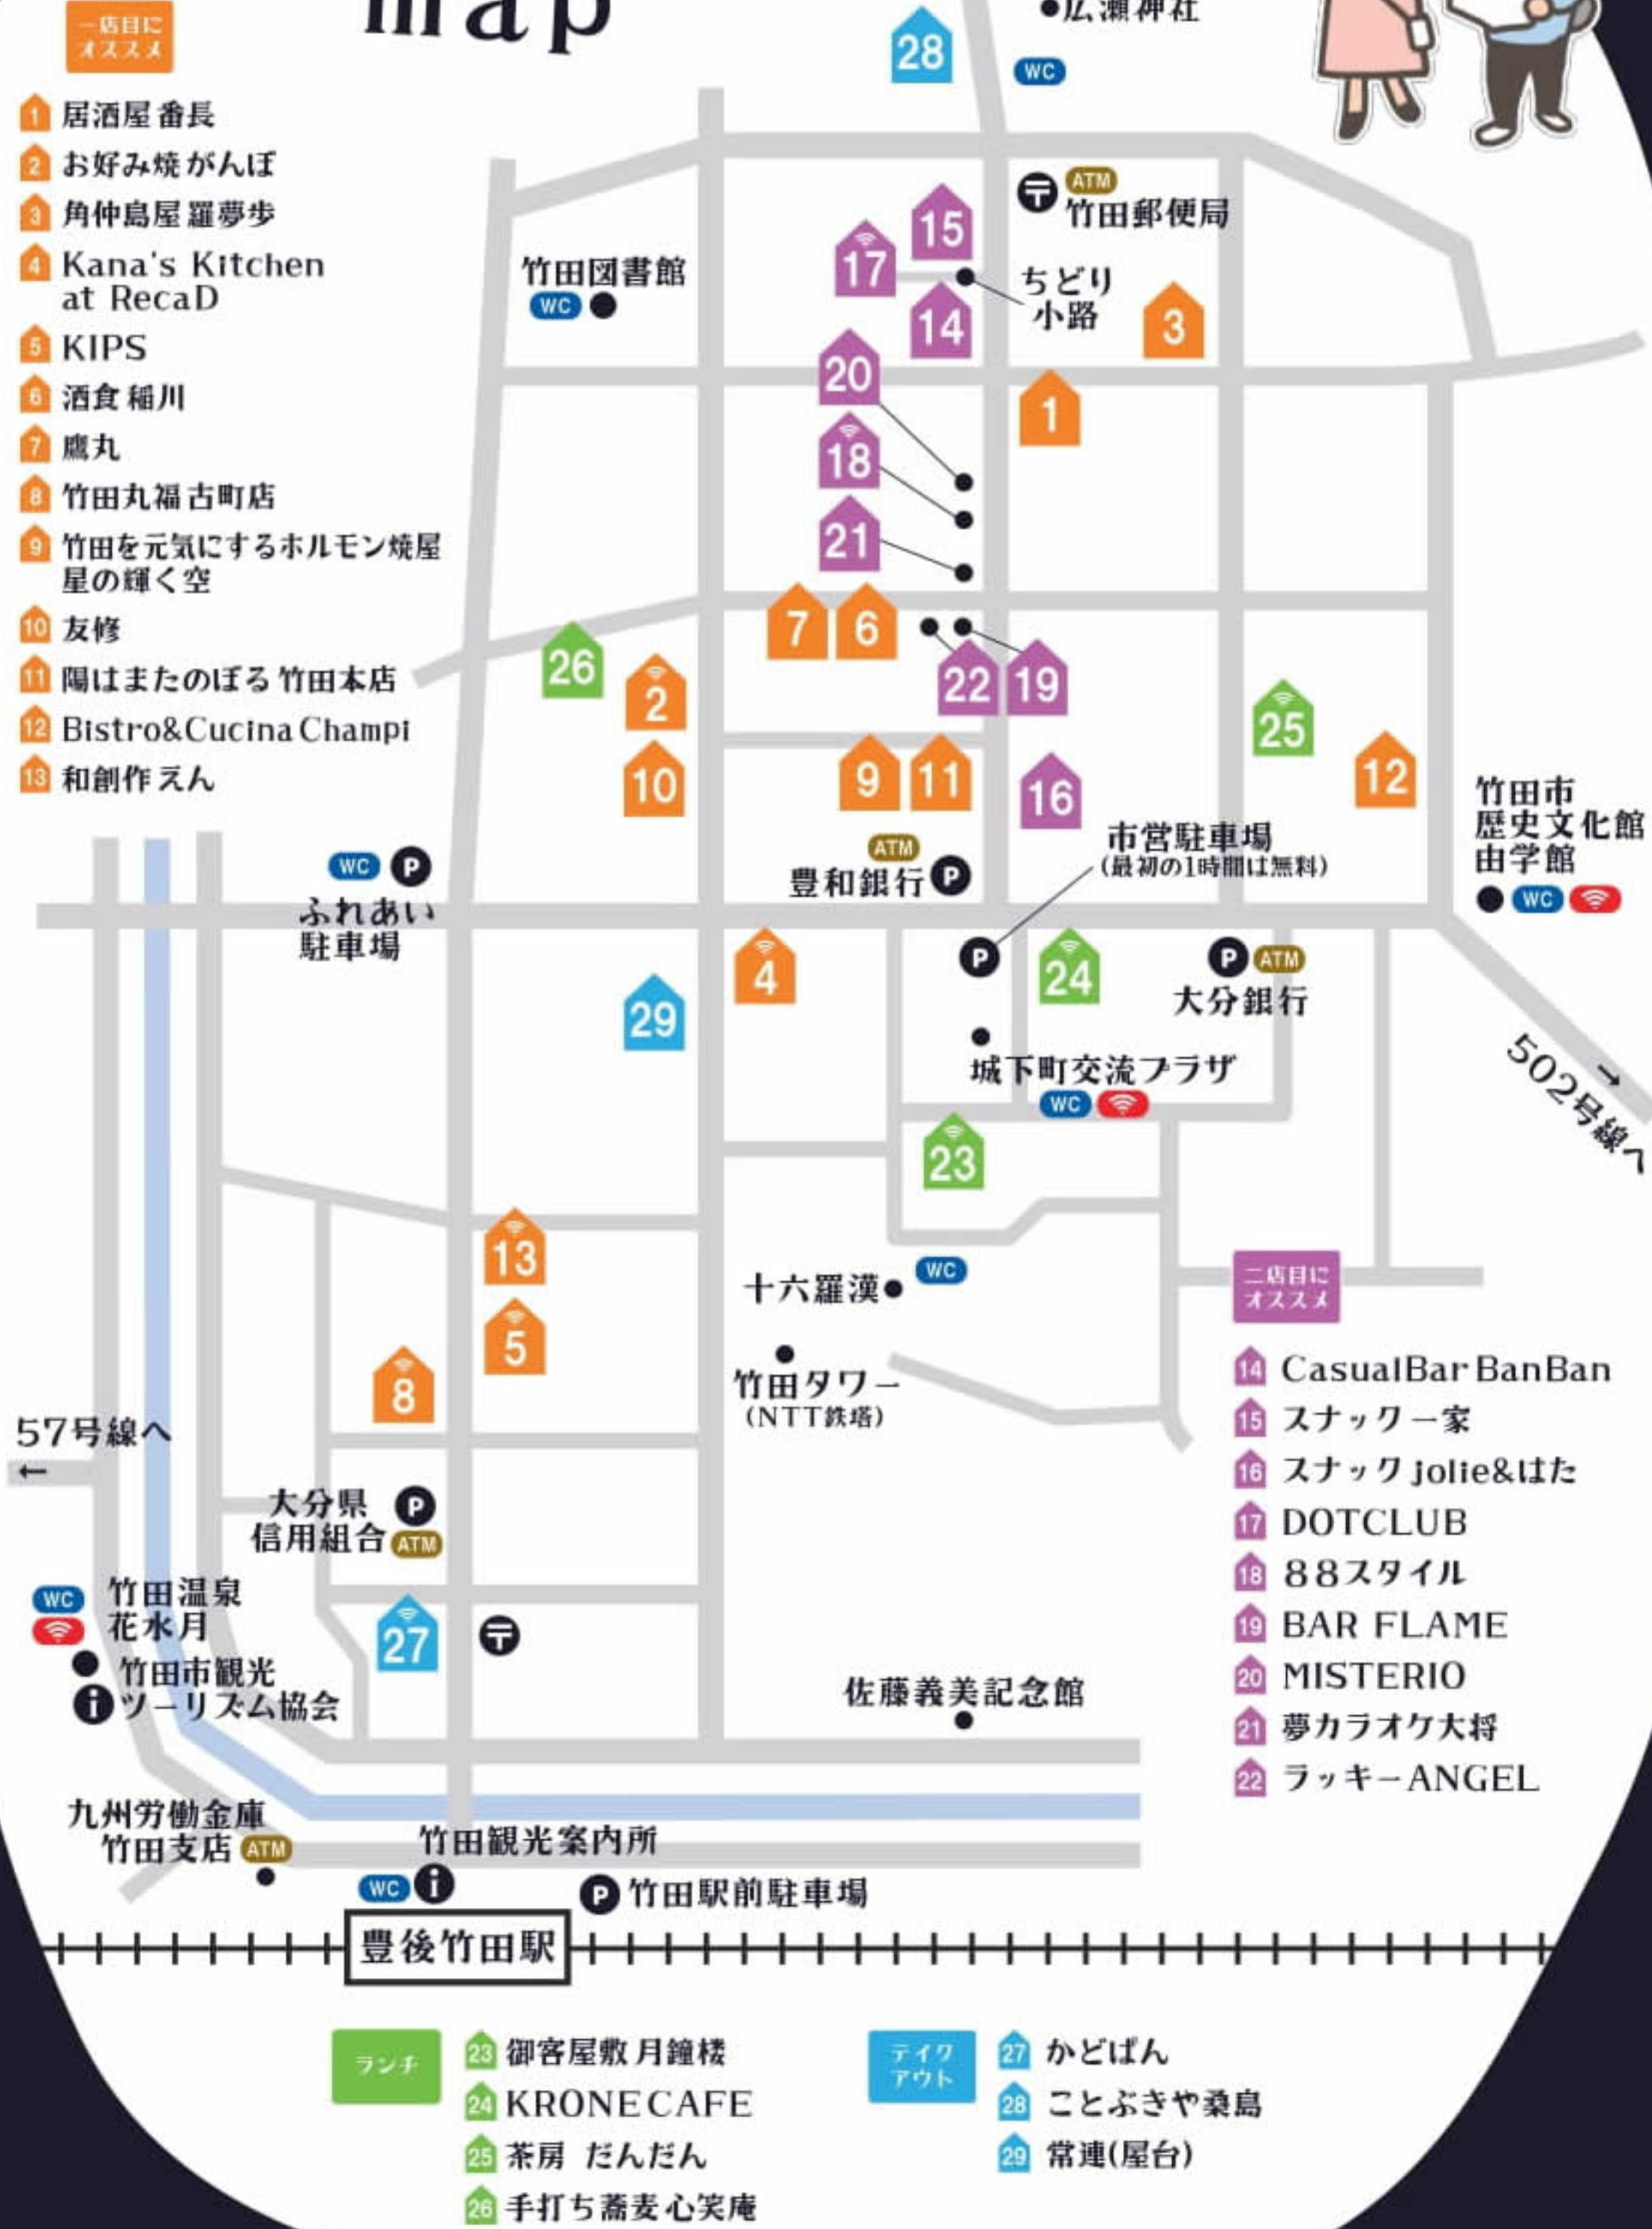 map
一店目に
オススメ
1 居酒屋 番長
2 お好み焼 がんぼ
3 角仲島屋 羅夢歩
4 Kana's Kitchen
at RecaD
5 KIPS
6 酒食 稲川
7 鷹丸
8 竹田丸福 古町店
9 竹田を元気にするホルモン焼屋
星の輝く空
10 友修
11 陽はまたのぼる 竹田本店
12 Bistro&Cucina Champi
13 和創作 えん
広瀬神社
28
WC
ATM
竹田郵便局
15
17
ちどり
小路
14
3
竹田図書館
WC
20
1
18
21
7
6
26
2
22
19
25
10
9
11
16
12
竹田市
歴史文化館
由学館
WC
市営駐車場
(最初の1時間は無料)
ATM
豊和銀行 P
WC P
ふれあい
駐車場
4
P
24
P ATM
大分銀行
29
城下町交流プラザ
WC
502号線へ
→
23
13
5
8
十六羅漢
WC
竹田タワー
(NTT鉄塔)
57号線へ
←
大分県 P
信用組合 ATM
WC 竹田温泉
花水月
竹田市観光
i ツーリズム協会
27
佐藤義美記念館
九州労働金庫
竹田支店 ATM
竹田観光案内所
WC i
P 竹田駅前駐車場
豊後竹田駅
二店目に
オススメ
14 CasualBar BanBan
15 スナック 一家
16 スナック jolie&はた
17 DOTCLUB
18 88スタイル
19 BAR FLAME
20 MISTERIO
21 夢カラオケ大将
22 ラッキーANGEL
ランチ
23 御客屋敷 月鐘楼
24 KRONE CAFE
25 茶房 だんだん
26 手打ち蕎麦 心笑庵
テイク
アウト
27 かどぱん
28 ことぶきや桑島
29 常連(屋台)